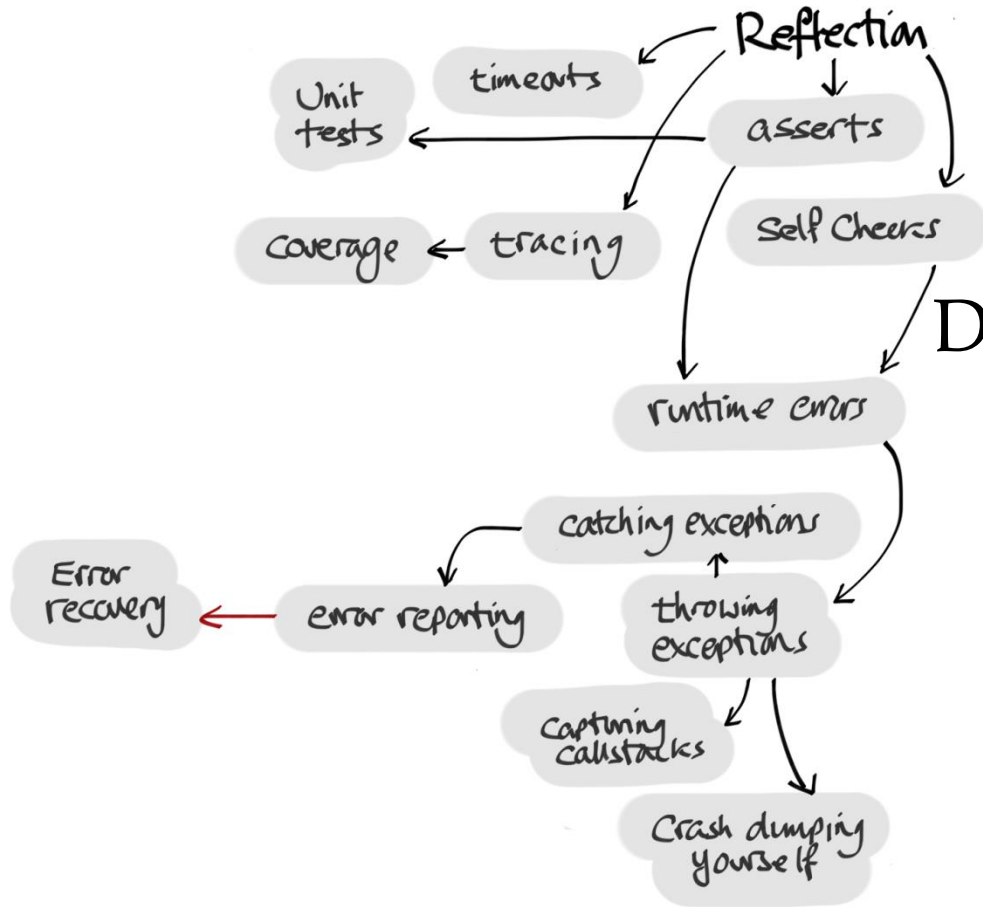 Reflection
timeouts
Unit
tests
asserts
Self Checks
coverage
tracing
D
runtime errors
catching exceptions
Error
recovery
error reporting
throwing
exceptions
Capturing
callstacks
Crash dumping
yourself